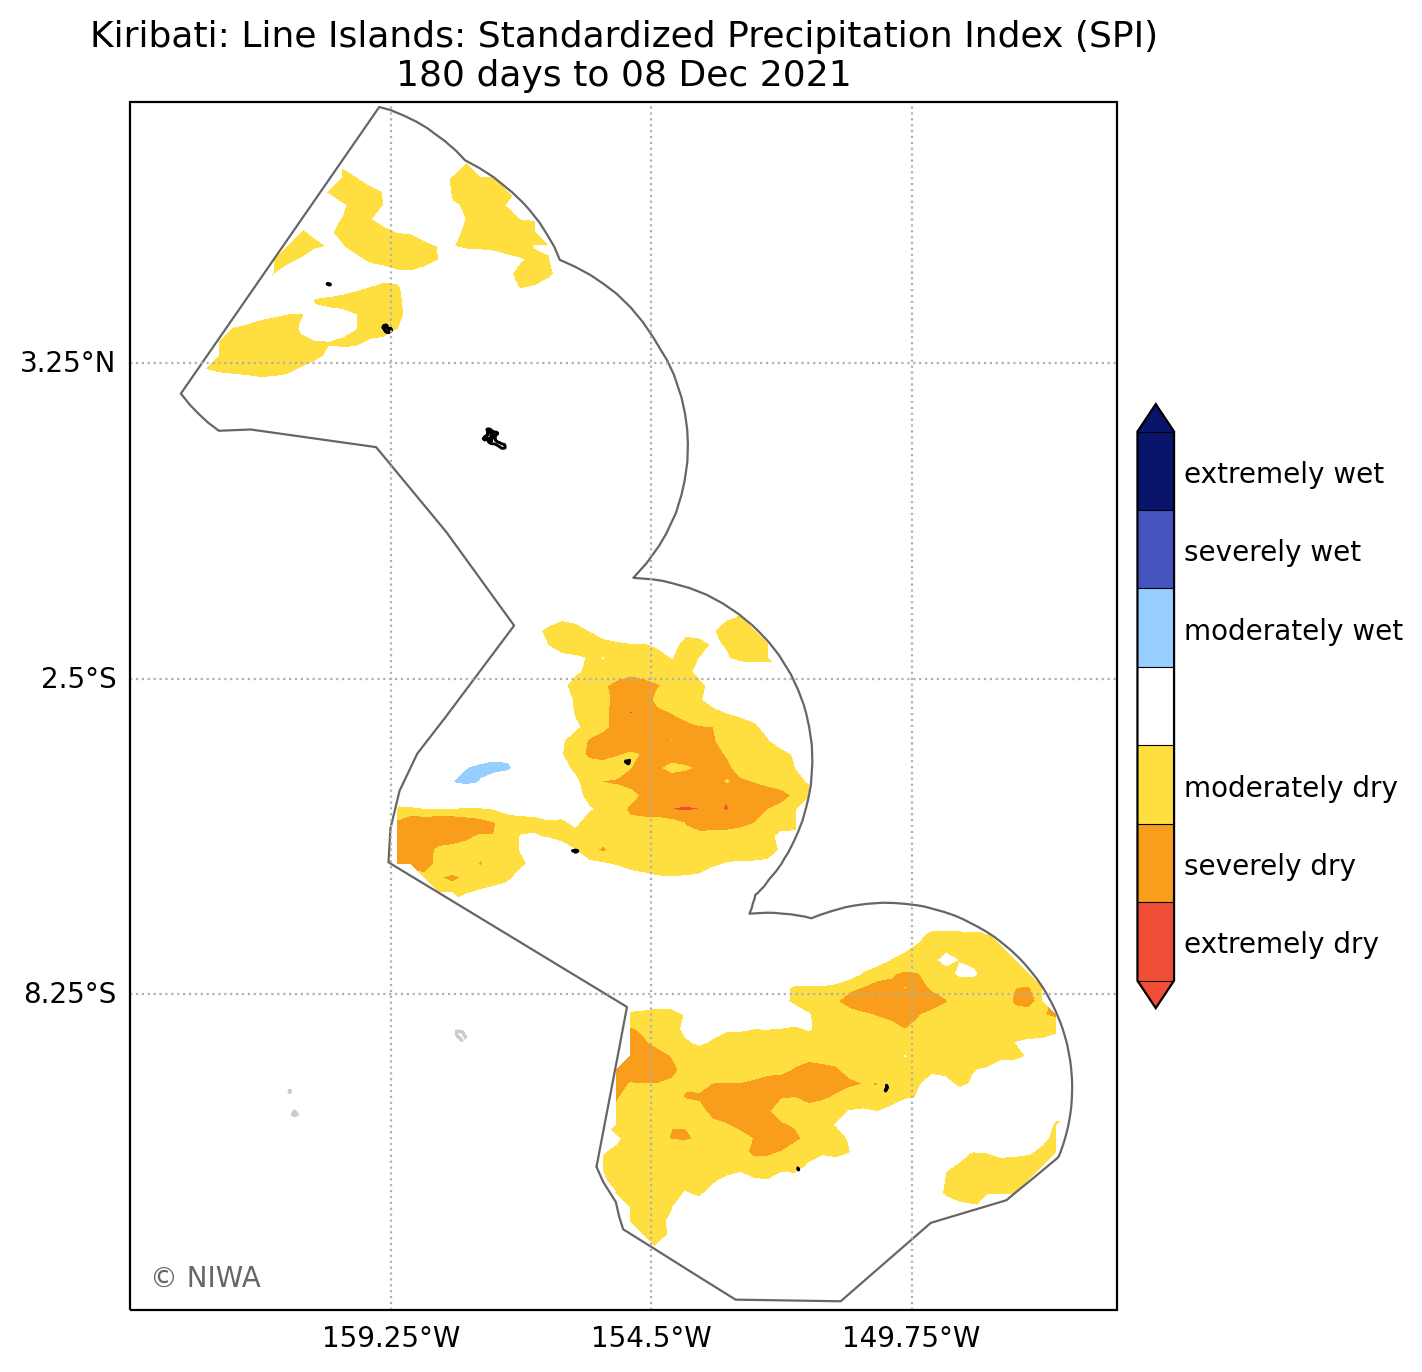 Kiribati: Line Islands: Standardized Precipitation Index (SPI)
180 days to 08 Dec 2021
3.25°N
2.5°S
8.25°S
extremely wet
severely wet
moderately wet
moderately dry
severely dry
extremely dry
© NIWA
159.25°W
154.5°W
149.75°W